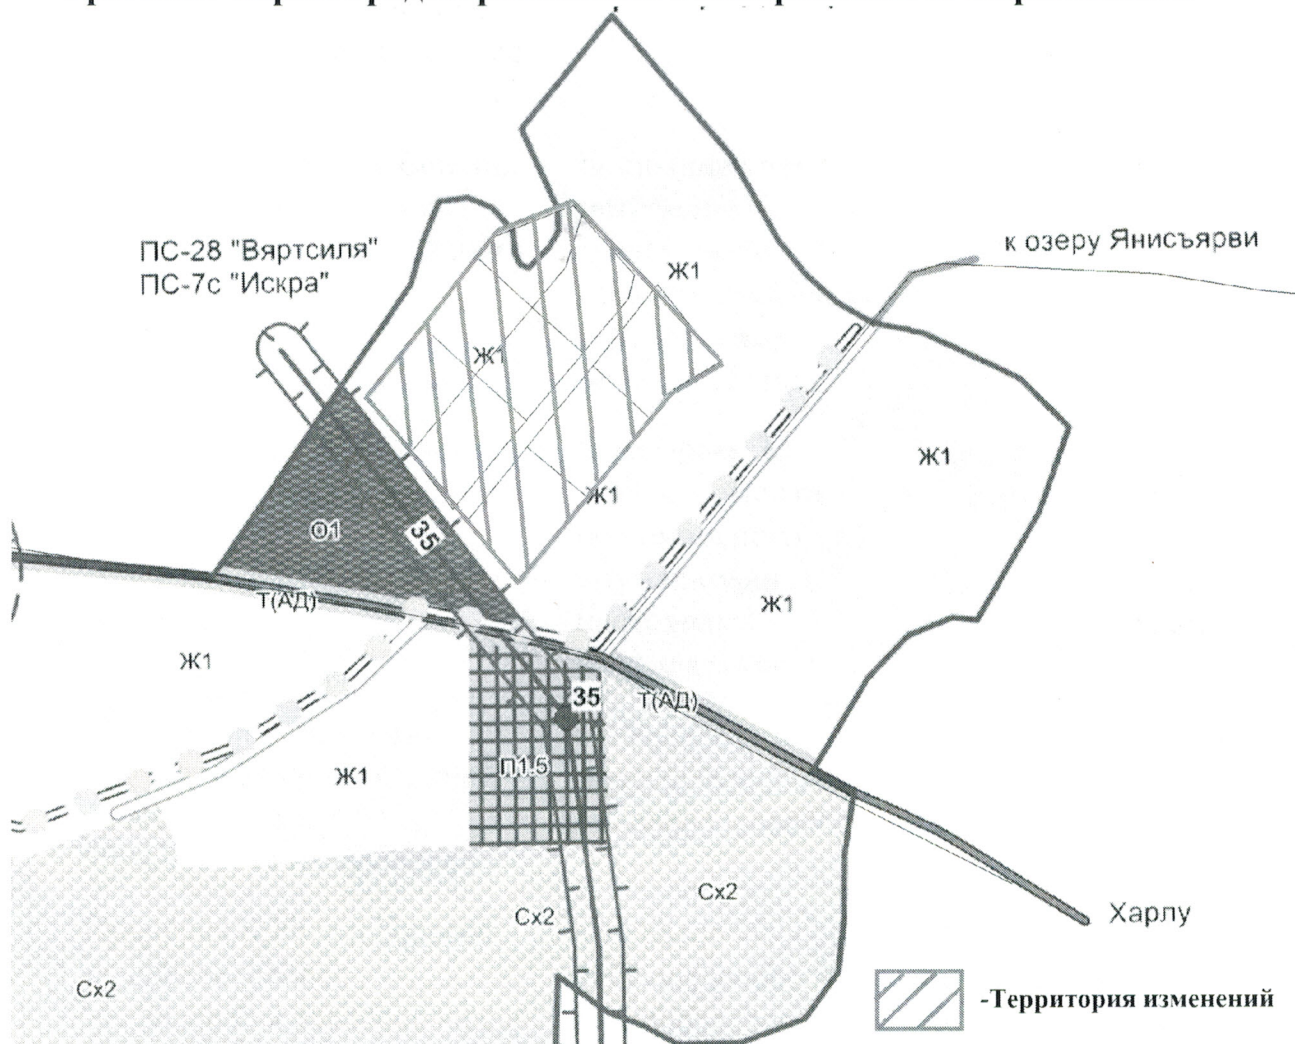 к озеру Янисъярви
ПС-28 "Вяртсиля"
ПС-7с "Искра"
Ж1
Ж1
Ж1
Ж1
О1
35
Т(АД)
Ж1
Ж1
35
Т(АД)
П1.5
Ж1
Сх2
Сх2
Харлу
Сх2
-Территория изменений